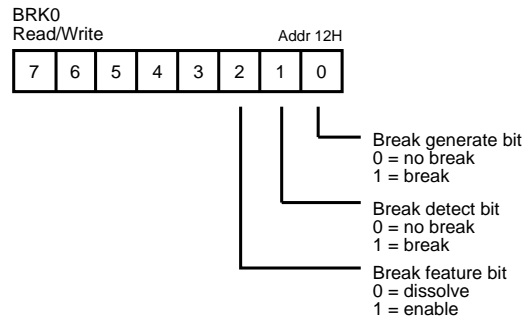 BRK0
Read/Write Addr 12H
7 6 5 4 3 2 1 0
Break generate bit
0 = no break
1 = break
Break detect bit
0 = no break
1 = break
Break feature bit
0 = dissolve
1 = enable